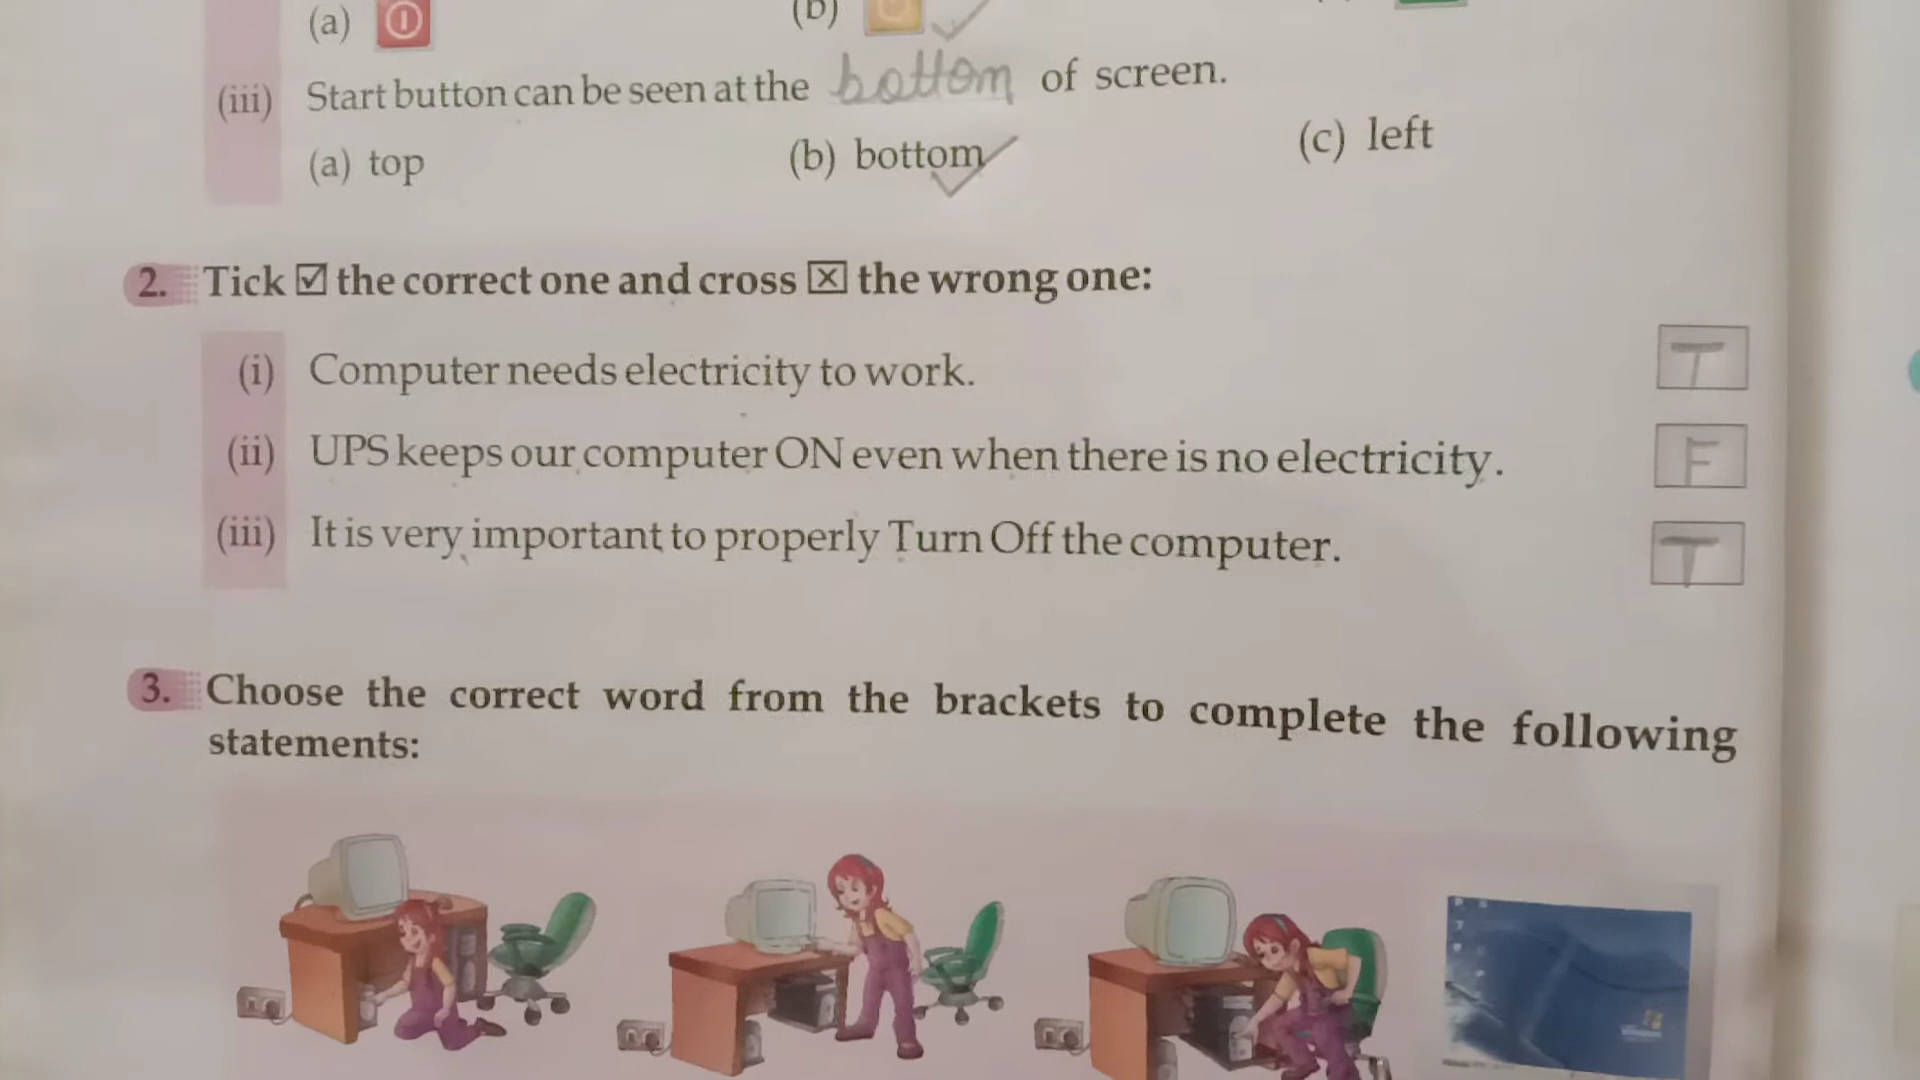 (a) (b)
(iii) Start button can be seen at the bottom of screen.
(a) top (b) bottom (c) left
2. Tick ☑ the correct one and cross ☒ the wrong one:
(i) Computer needs electricity to work. T
(ii) UPS keeps our computer ON even when there is no electricity. F
(iii) It is very important to properly Turn Off the computer. T
3. Choose the correct word from the brackets to complete the following
statements: